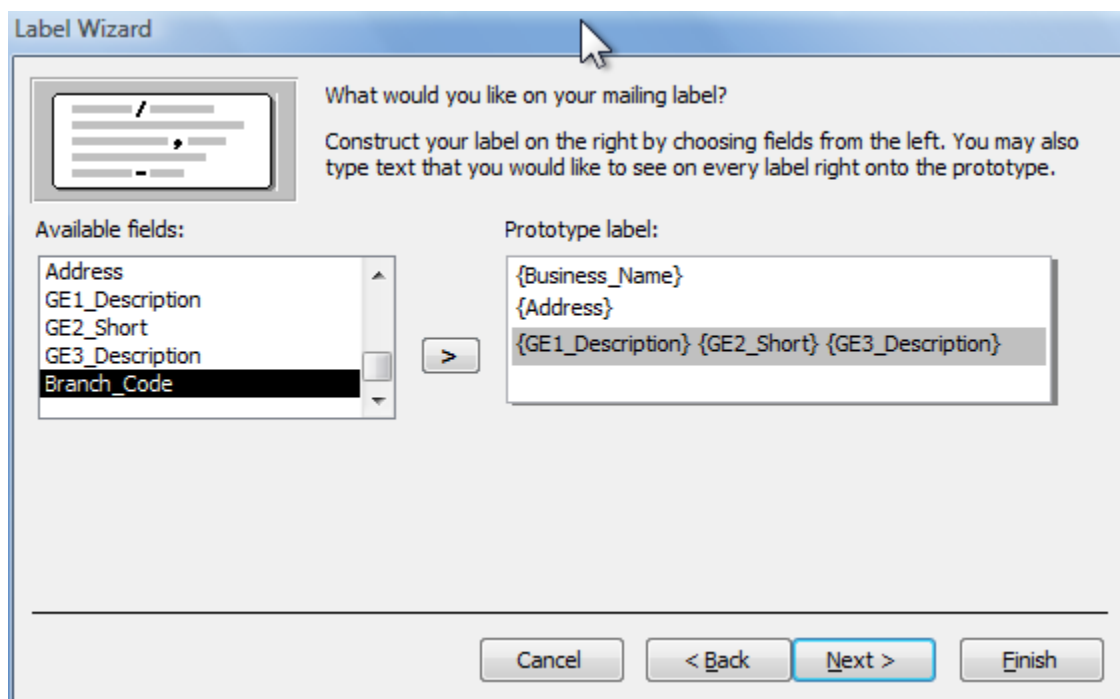 Label Wizard
What would you like on your mailing label?
Construct your label on the right by choosing fields from the left. You may also
type text that you would like to see on every label right onto the prototype.
Available fields:
Address
GE1_Description
GE2_Short
GE3_Description
Branch_Code
>
Prototype label:
{Business_Name}
{Address}
{GE1_Description} {GE2_Short} {GE3_Description}
Cancel
< Back
Next >
Finish